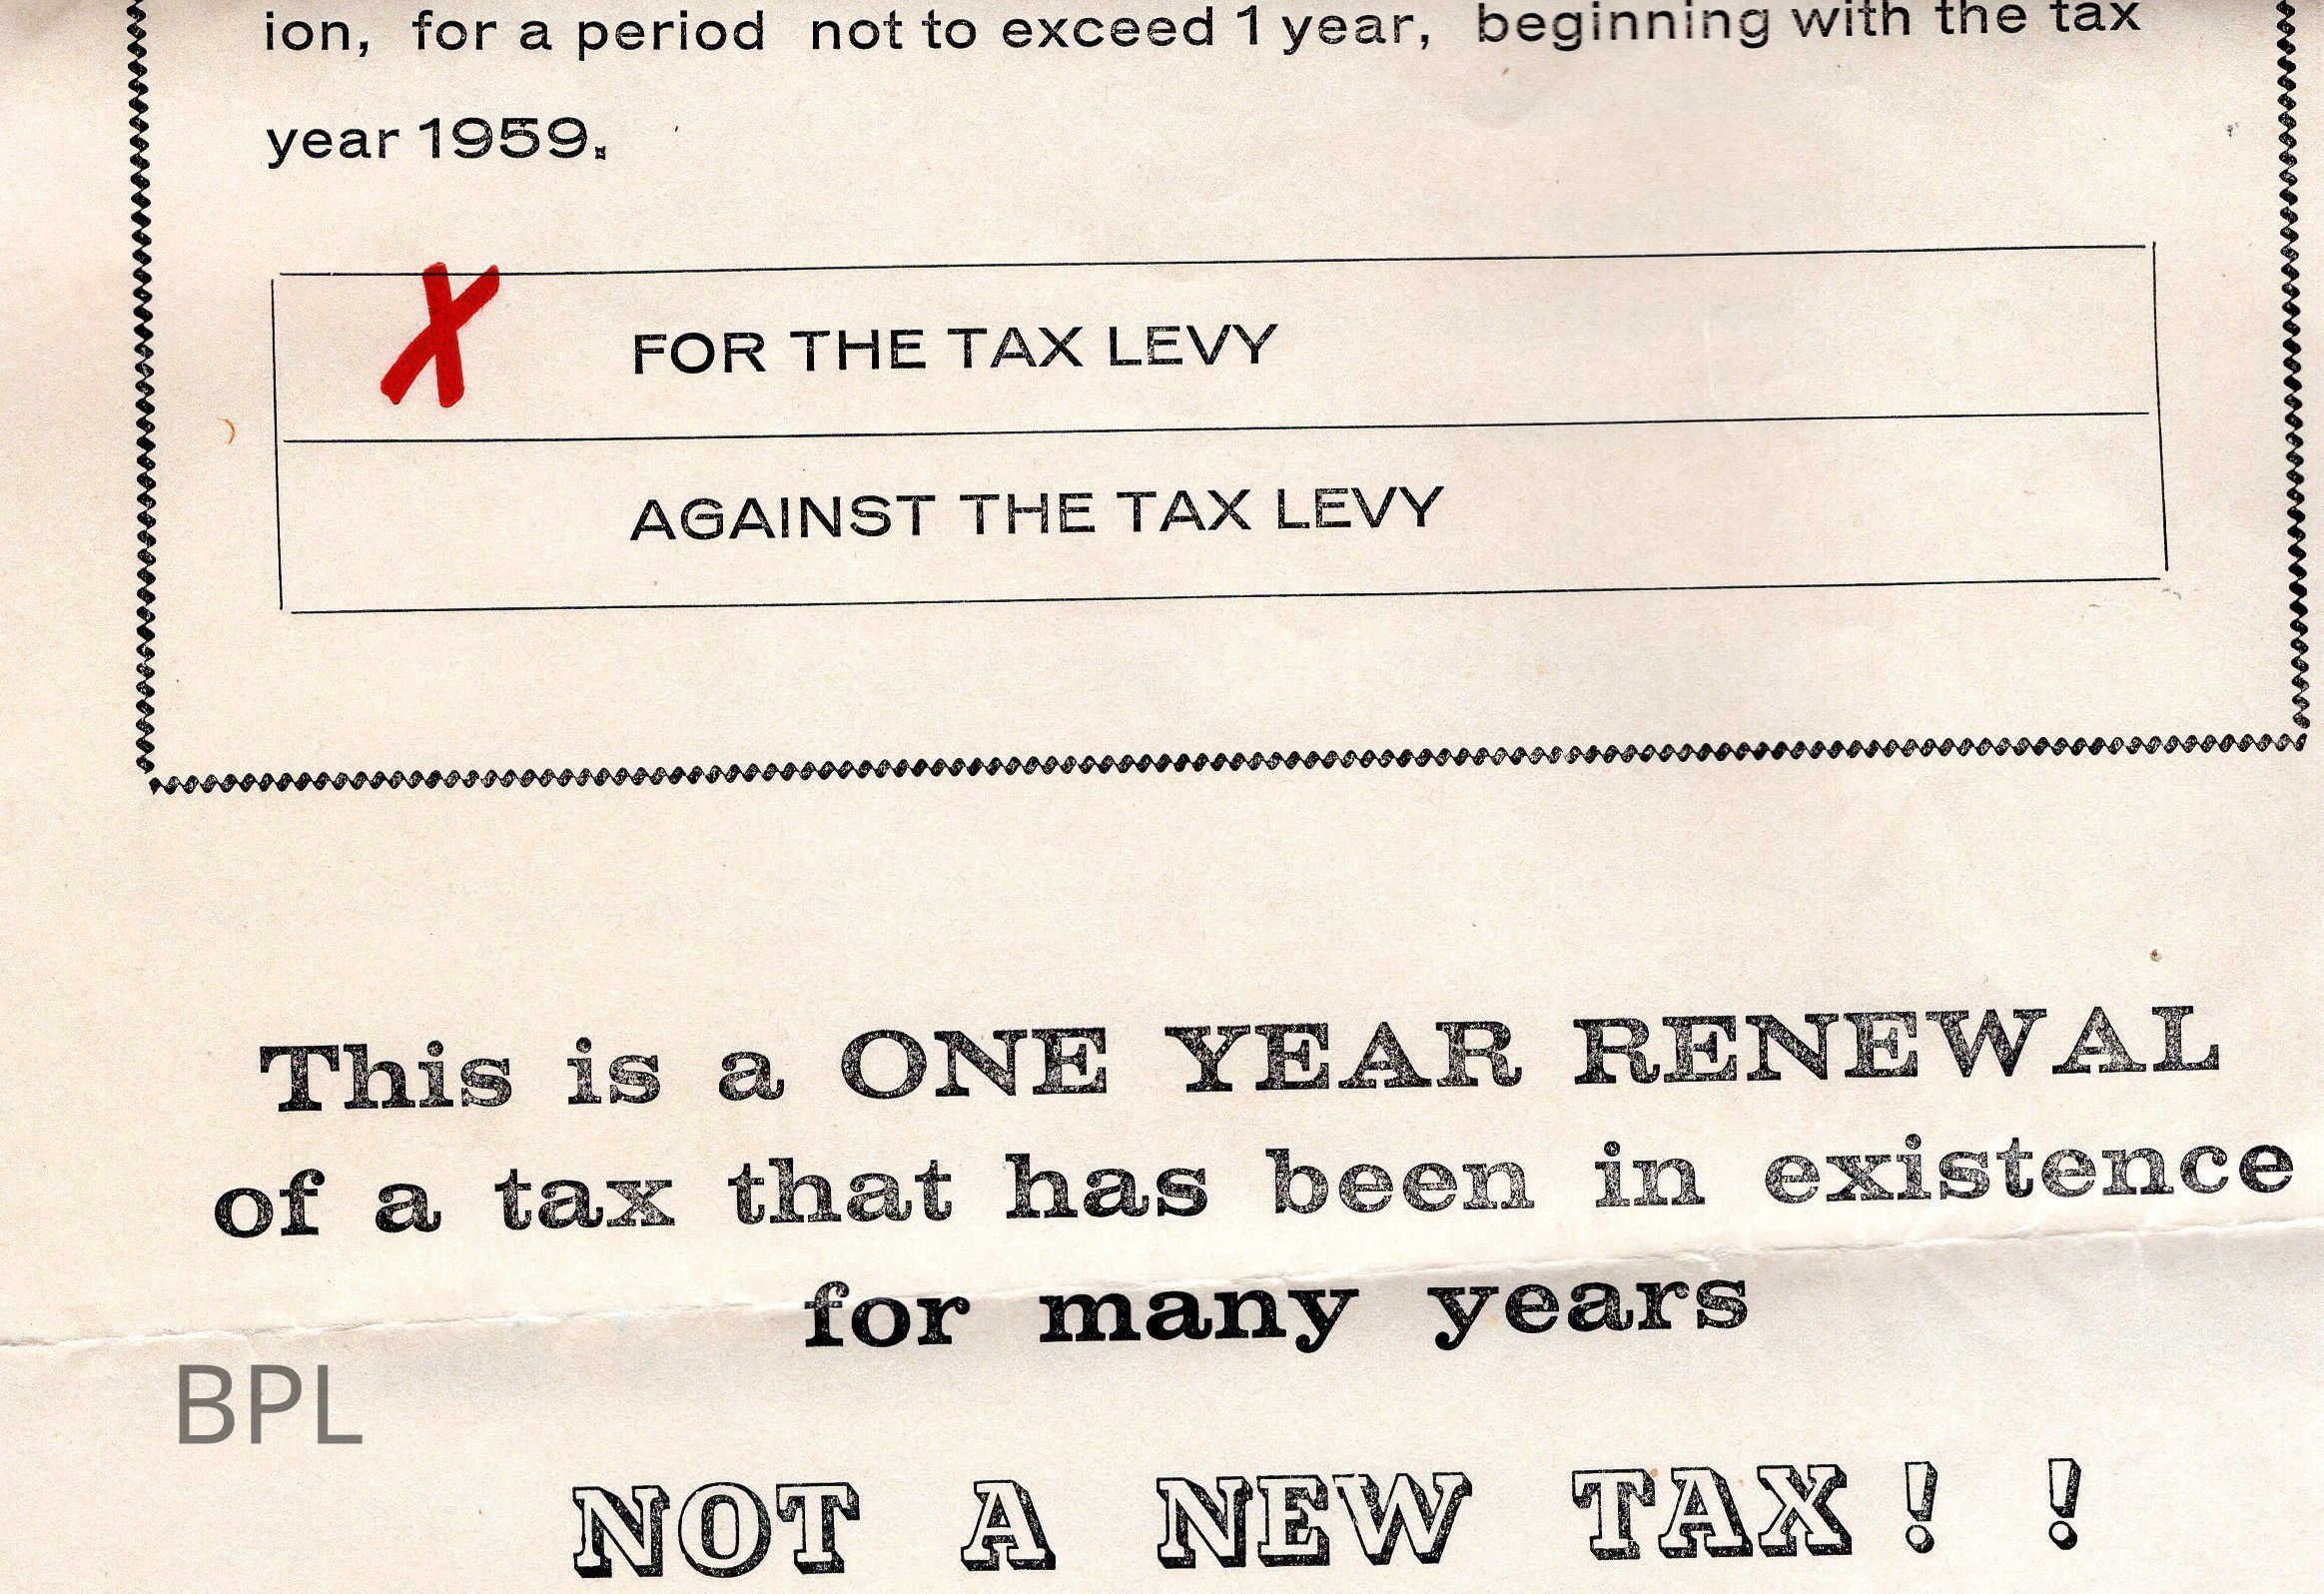 ion, for a period not to exceed 1 year, beginning with the tax
year 1959.
X FOR THE TAX LEVY
AGAINST THE TAX LEVY
This is a ONE YEAR RENEWAL
of a tax that has been in existence
for many years
BPL
NOT A NEW TAX! !